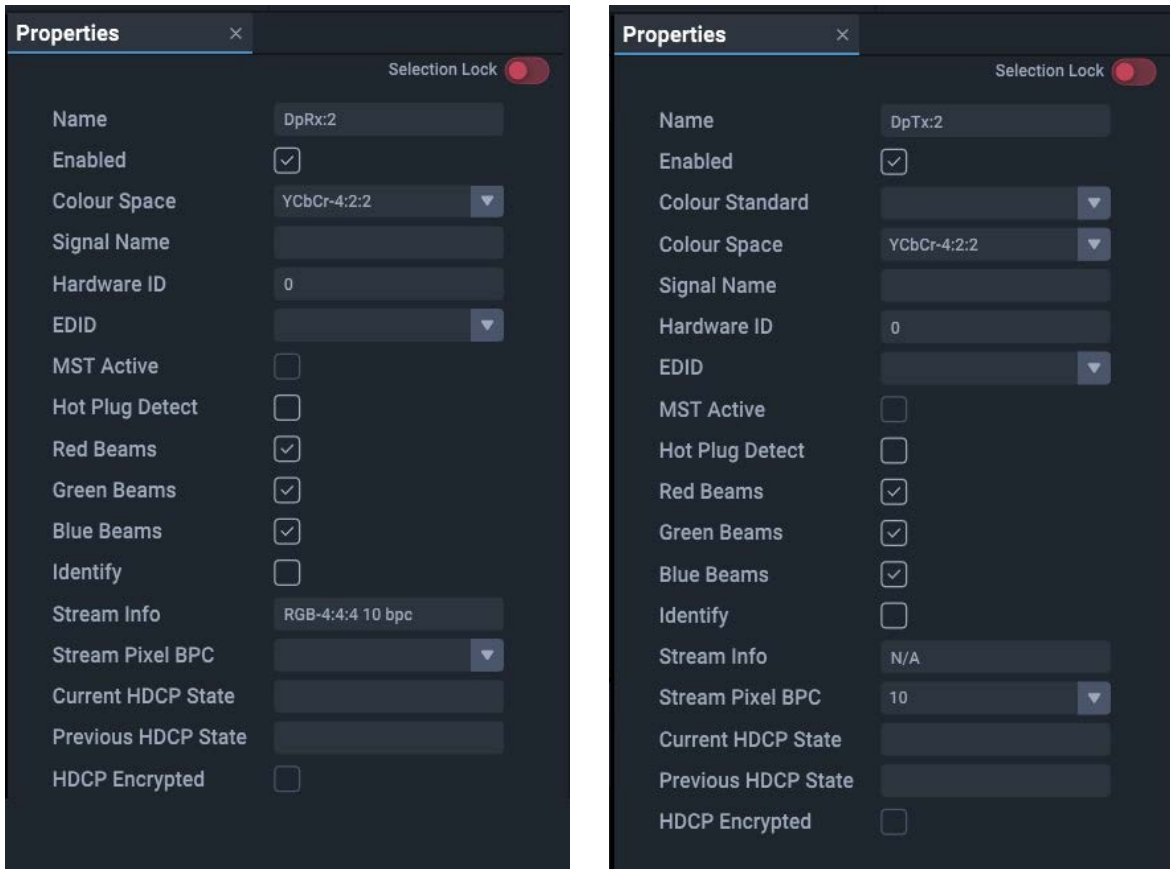 Properties ×
Selection Lock
Name DpRx:2
Enabled
Colour Space YCbCr-4:2:2
Signal Name
Hardware ID 0
EDID
MST Active
Hot Plug Detect
Red Beams
Green Beams
Blue Beams
Identify
Stream Info RGB-4:4:4 10 bpc
Stream Pixel BPC
Current HDCP State
Previous HDCP State
HDCP Encrypted
Properties ×
Selection Lock
Name DpTx:2
Enabled
Colour Standard
Colour Space YCbCr-4:2:2
Signal Name
Hardware ID 0
EDID
MST Active
Hot Plug Detect
Red Beams
Green Beams
Blue Beams
Identify
Stream Info N/A
Stream Pixel BPC 10
Current HDCP State
Previous HDCP State
HDCP Encrypted